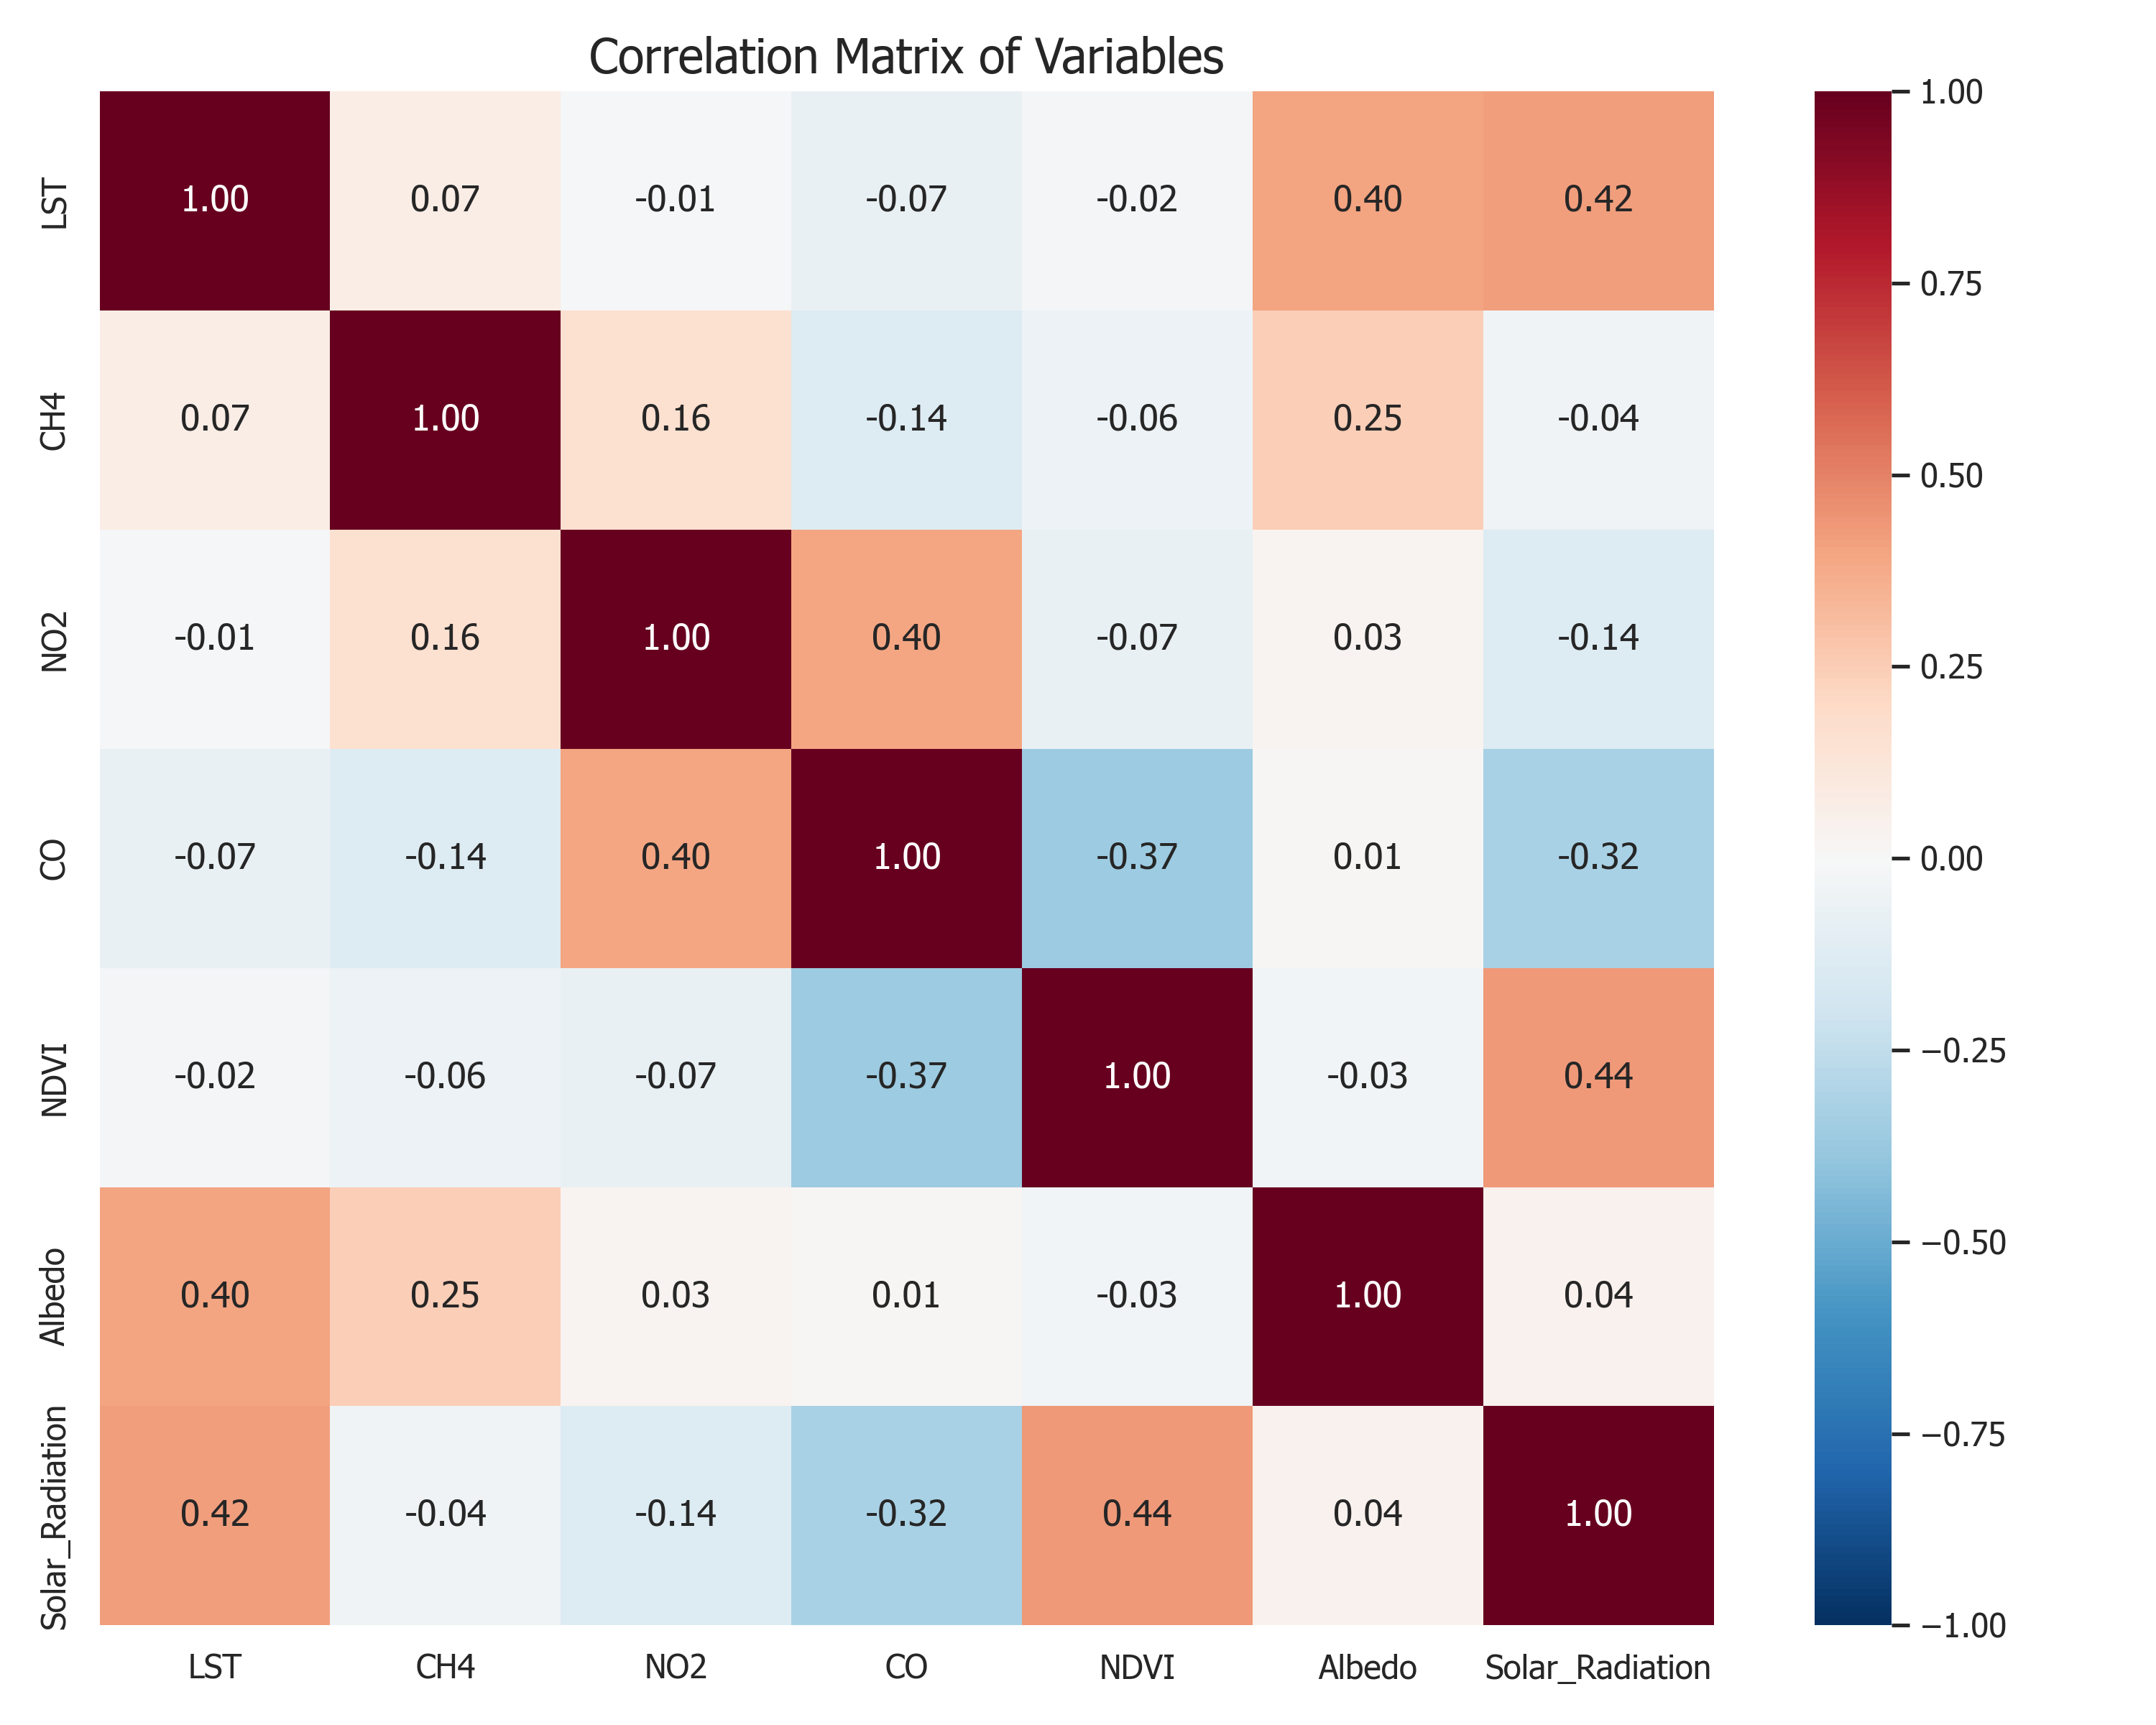 Correlation Matrix of Variables
LST 1.00 0.07 -0.01 -0.07 -0.02 0.40 0.42
CH4 0.07 1.00 0.16 -0.14 -0.06 0.25 -0.04
NO2 -0.01 0.16 1.00 0.40 -0.07 0.03 -0.14
CO -0.07 -0.14 0.40 1.00 -0.37 0.01 -0.32
NDVI -0.02 -0.06 -0.07 -0.37 1.00 -0.03 0.44
Albedo 0.40 0.25 0.03 0.01 -0.03 1.00 0.04
Solar_Radiation 0.42 -0.04 -0.14 -0.32 0.44 0.04 1.00
LST CH4 NO2 CO NDVI Albedo Solar_Radiation
1.00
0.75
0.50
0.25
0.00
−0.25
−0.50
−0.75
−1.00